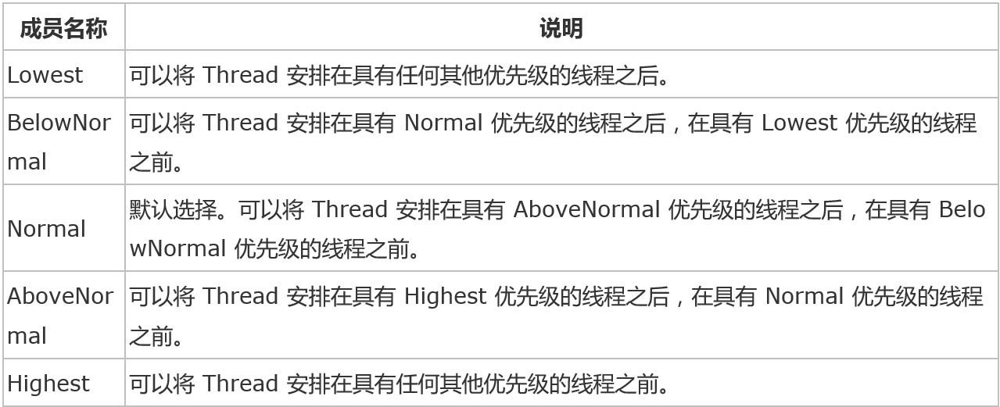 成员名称 说明
Lowest 可以将 Thread 安排在具有任何其他优先级的线程之后。
BelowNor
mal
可以将 Thread 安排在具有 Normal 优先级的线程之后，在具有 Lowest 优先级的线程
之前。
Normal
默认选择。可以将 Thread 安排在具有 AboveNormal 优先级的线程之后，在具有 Belo
wNormal 优先级的线程之前。
AboveNor
mal
可以将 Thread 安排在具有 Highest 优先级的线程之后，在具有 Normal 优先级的线程
之前。
Highest 可以将 Thread 安排在具有任何其他优先级的线程之前。